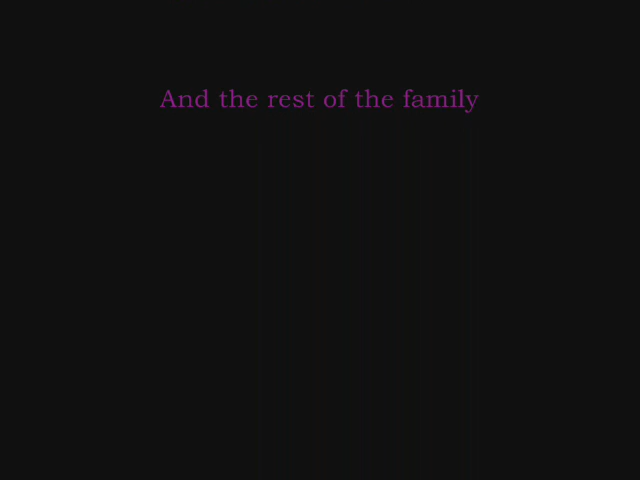 And the rest of the family